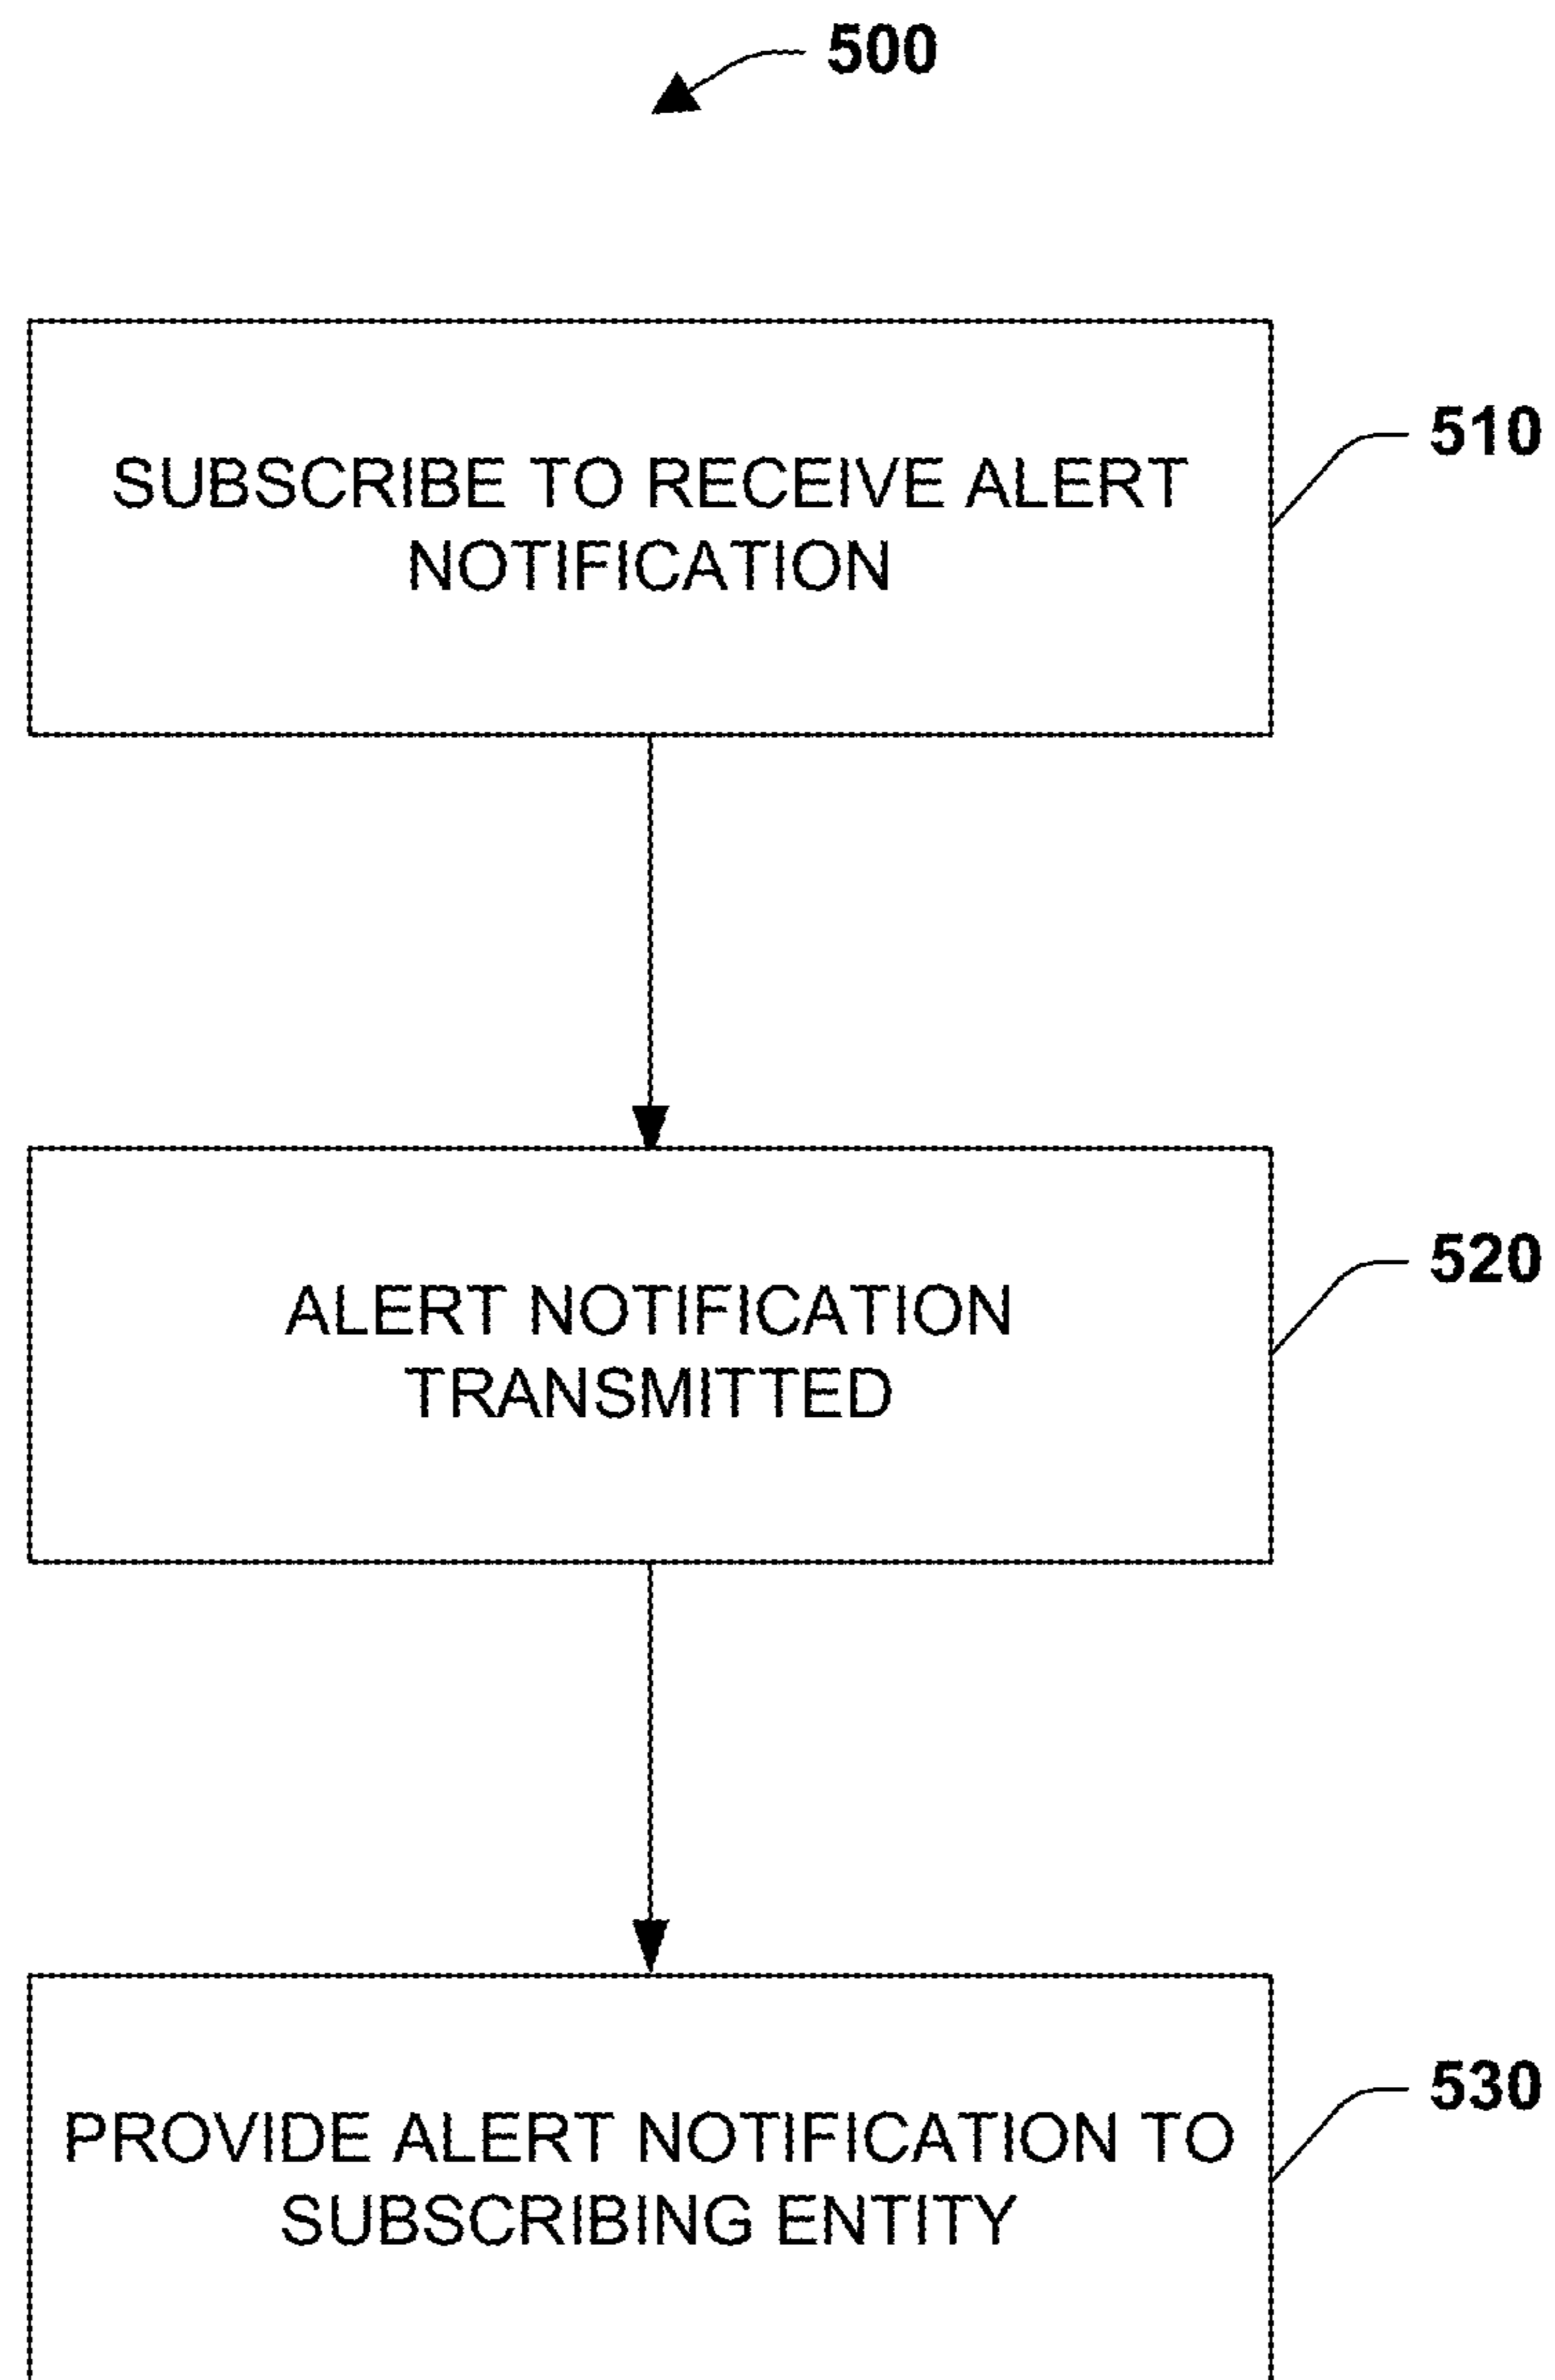 500
SUBSCRIBE TO RECEIVE ALERT
NOTIFICATION
510
ALERT NOTIFICATION
TRANSMITTED
520
PROVIDE ALERT NOTIFICATION TO
SUBSCRIBING ENTITY
530